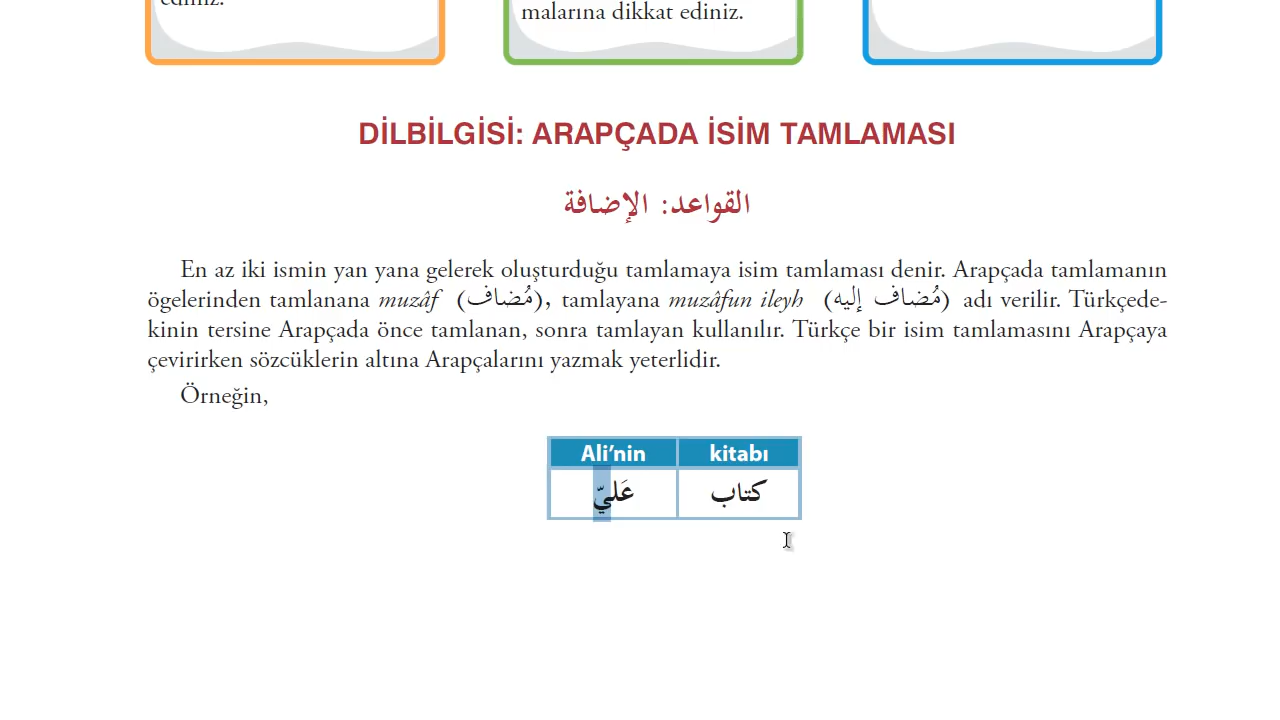 ediniz.
malarına dikkat ediniz.
DİLBİLGİSİ: ARAPÇADA İSİM TAMLAMASI
القواعد: الإضافة
En az iki ismin yan yana gelerek oluşturduğu tamlamaya isim tamlaması denir. Arapçada tamlamanın
ögelerinden tamlanana muzâf (مُضاف), tamlayana muzâfun ileyh (مُضاف إليه) adı verilir. Türkçede-
kinin tersine Arapçada önce tamlanan, sonra tamlayan kullanılır. Türkçe bir isim tamlamasını Arapçaya
çevirirken sözcüklerin altına Arapçalarını yazmak yeterlidir.
Örneğin,
Ali’nin kitabı
عَليّ كتاب